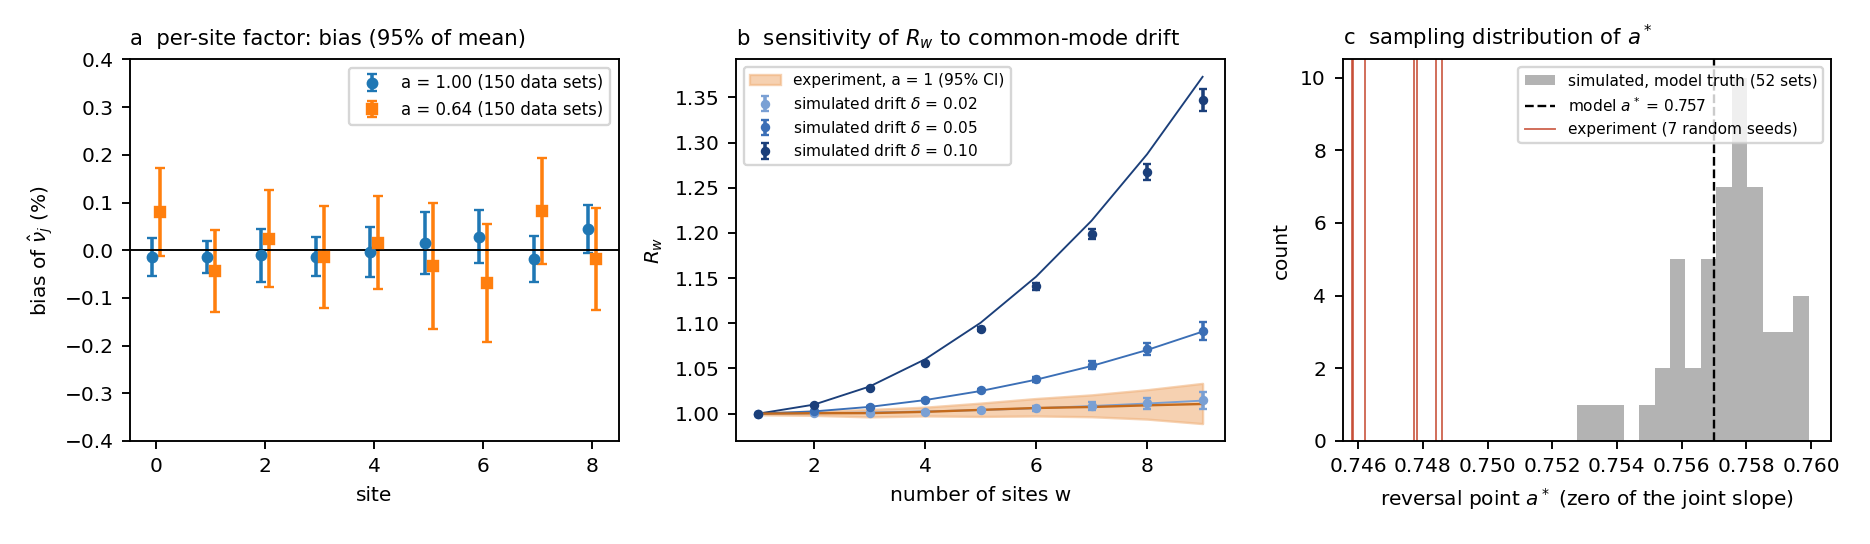 a per-site factor: bias (95% of mean)
0.4
0.3
0.2
0.1
0.0
−0.1
−0.2
−0.3
−0.4
bias of ν̂j (%)
a = 1.00 (150 data sets)
a = 0.64 (150 data sets)
0 2 4 6 8
site
b sensitivity of Rw to common-mode drift
1.35
1.30
1.25
1.20
1.15
1.10
1.05
1.00
Rw
experiment, a = 1 (95% CI)
simulated drift δ = 0.02
simulated drift δ = 0.05
simulated drift δ = 0.10
2 4 6 8
number of sites w
c sampling distribution of a*
10
8
6
4
2
0
count
simulated, model truth (52 sets)
model a* = 0.757
experiment (7 random seeds)
0.746 0.748 0.750 0.752 0.754 0.756 0.758 0.760
reversal point a* (zero of the joint slope)